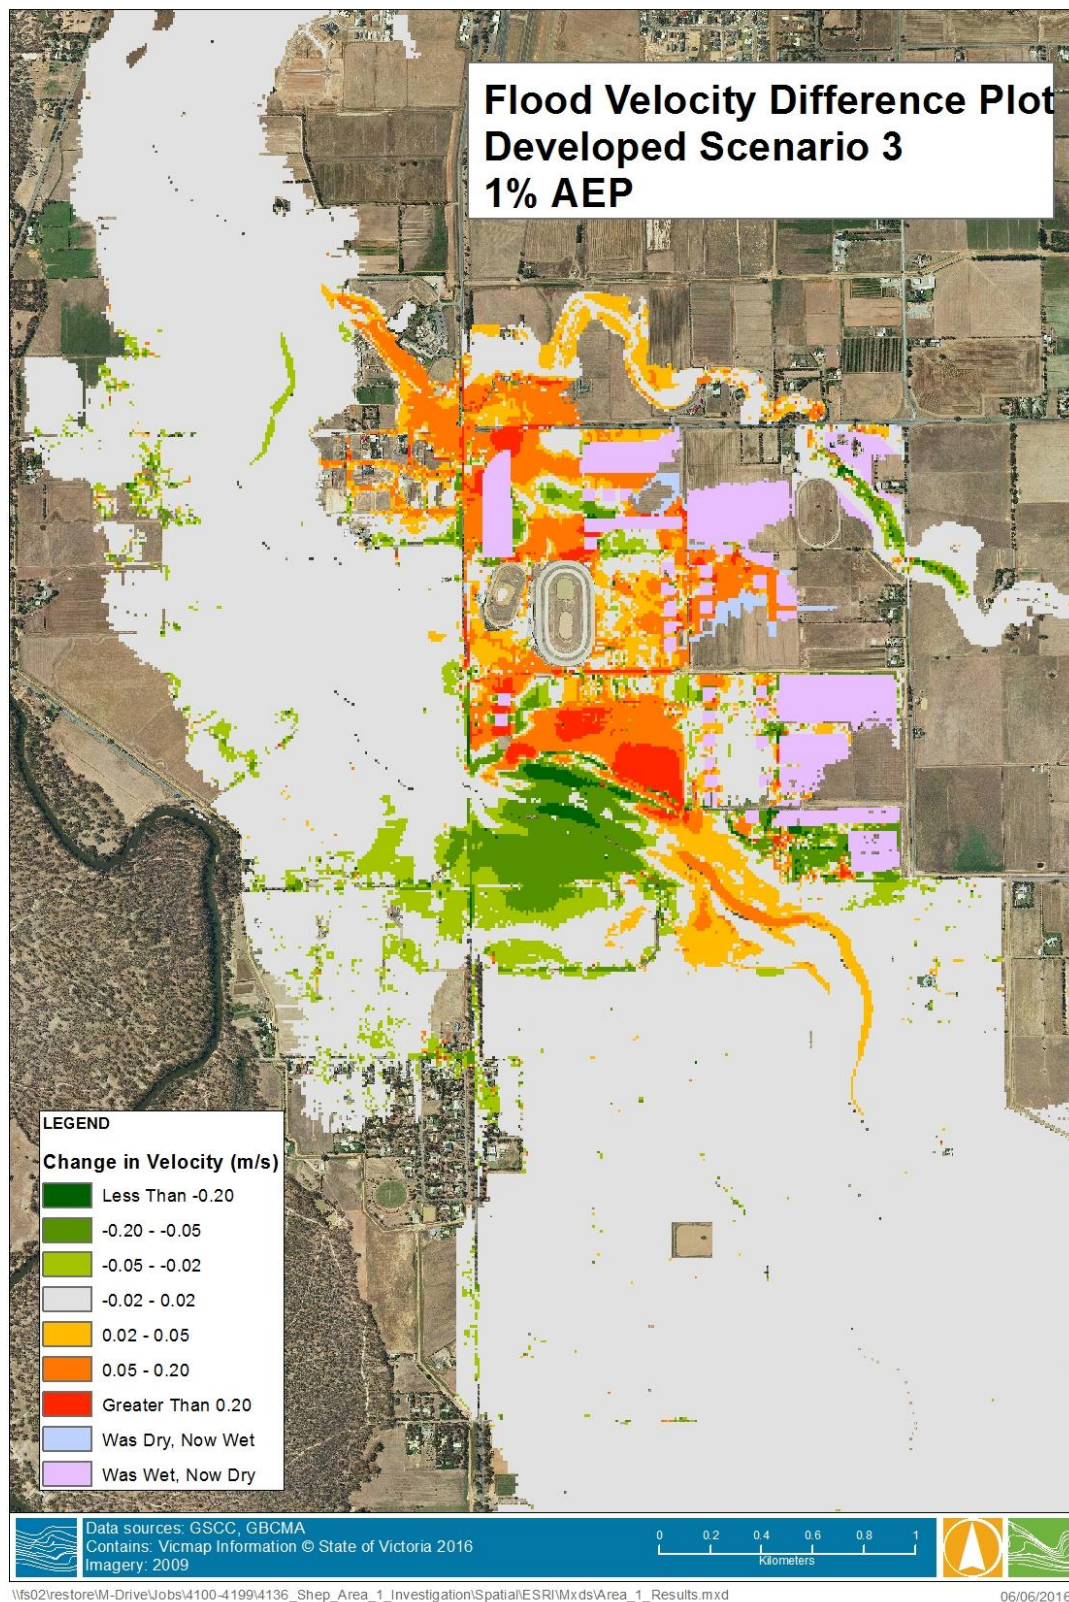 Flood Velocity Difference Plot
Developed Scenario 3
1% AEP
LEGEND
Change in Velocity (m/s)
Less Than -0.20
-0.20 - -0.05
-0.05 - -0.02
-0.02 - 0.02
0.02 - 0.05
0.05 - 0.20
Greater Than 0.20
Was Dry, Now Wet
Was Wet, Now Dry
Data sources: GSCC, GBCMA
Contains: Vicmap Information © State of Victoria 2016
Imagery: 2009
0 0.2 0.4 0.6 0.8 1
Kilometers
\\fs02\restore\M-Drive\Jobs\4100-4199\4136_Shep_Area_1_Investigation\Spatial\ESRI\Mxds\Area_1_Results.mxd
06/06/2016